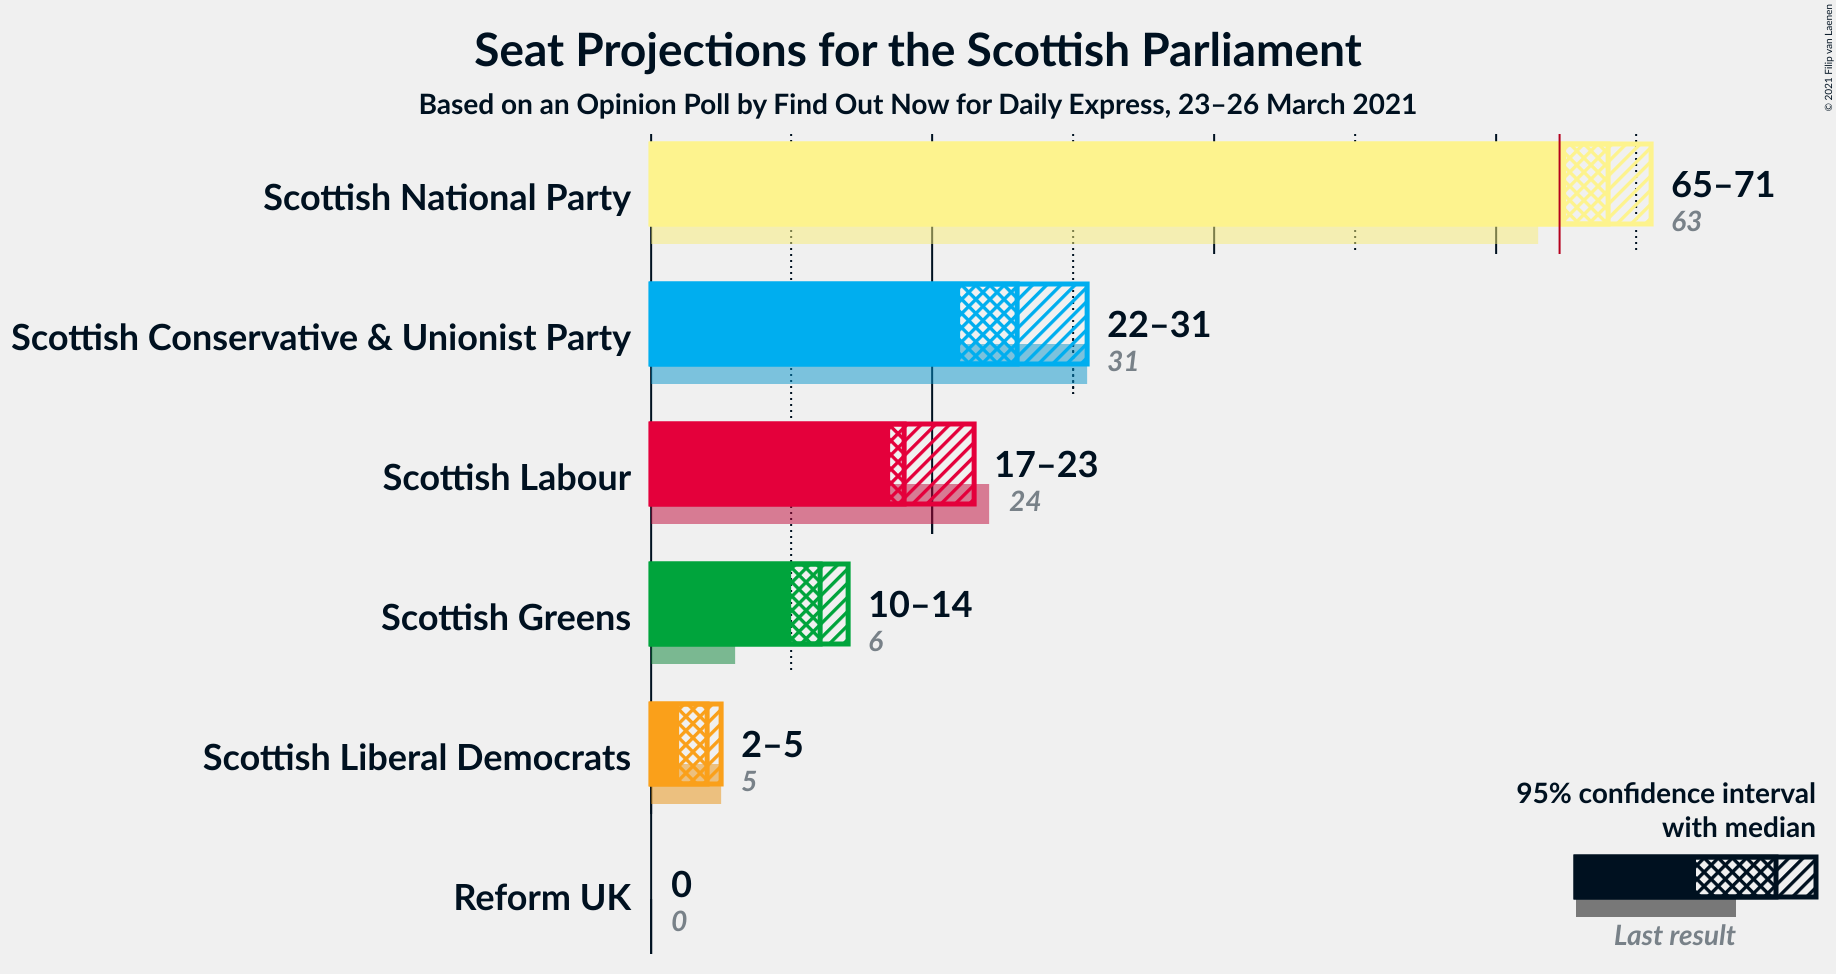 Seat Projections for the Scottish Parliament
Based on an Opinion Poll by Find Out Now for Daily Express, 23–26 March 2021
© 2021 Filip van Laenen
Scottish National Party
65–71
63
Scottish Conservative & Unionist Party
22–31
31
Scottish Labour
17–23
24
Scottish Greens
10–14
6
Scottish Liberal Democrats
2–5
5
Reform UK
0
0
95% confidence interval
with median
Last result